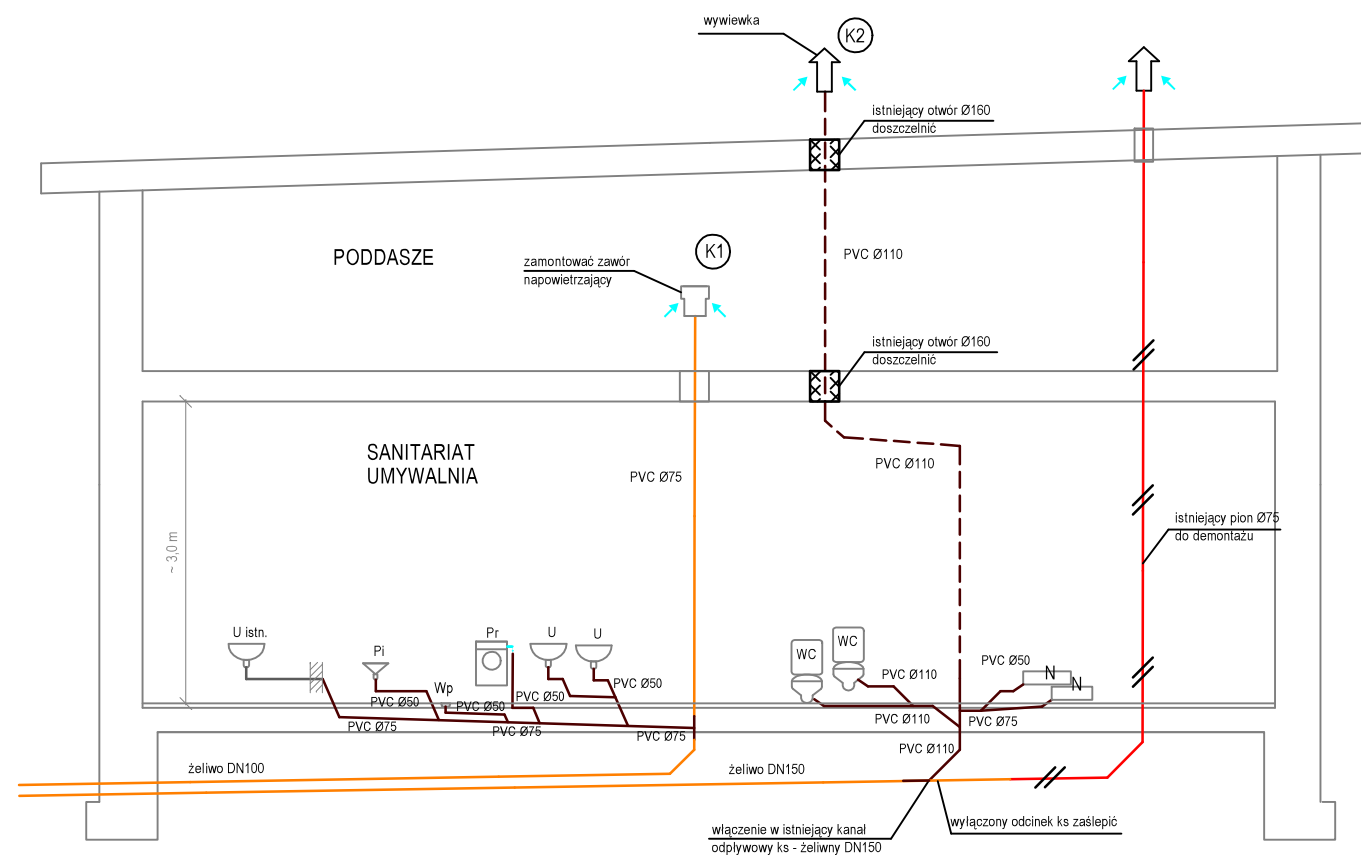 wywiewka
K2
istniejący otwór Ø160
doszczelnić
PODDASZE
K1
zamontować zawór
napowietrzający
PVC Ø110
istniejący otwór Ø160
doszczelnić
SANITARIAT
UMYWALNIA
PVC Ø110
PVC Ø75
istniejący pion Ø75
do demontażu
~ 3,0 m
U istn.
Pi
Pr
U
U
WC
WC
PVC Ø50
N
N
PVC Ø110
Wp
PVC Ø50
PVC Ø50
PVC Ø50
PVC Ø50
PVC Ø75
PVC Ø75
PVC Ø75
PVC Ø110
PVC Ø75
PVC Ø110
żeliwo DN100
żeliwo DN150
włączenie w istniejący kanał
odpływowy ks - żeliwny DN150
wyłączony odcinek ks zaślepić